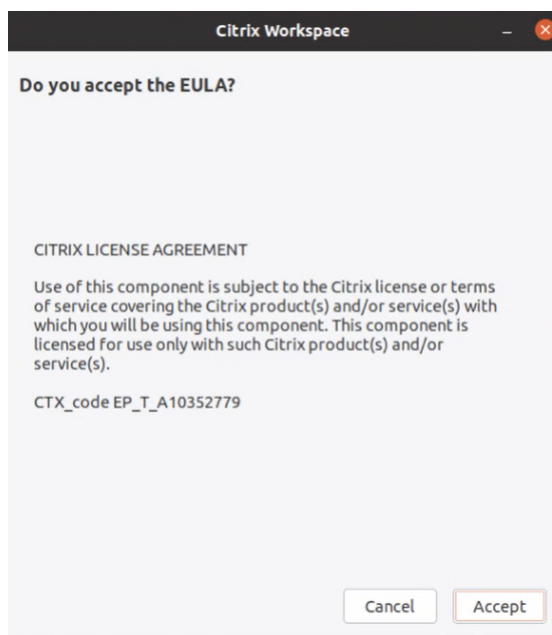 Citrix Workspace
Do you accept the EULA?
CITRIX LICENSE AGREEMENT
Use of this component is subject to the Citrix license or terms
of service covering the Citrix product(s) and/or service(s) with
which you will be using this component. This component is
licensed for use only with such Citrix product(s) and/or
service(s).
CTX_code EP_T_A10352779
Cancel
Accept